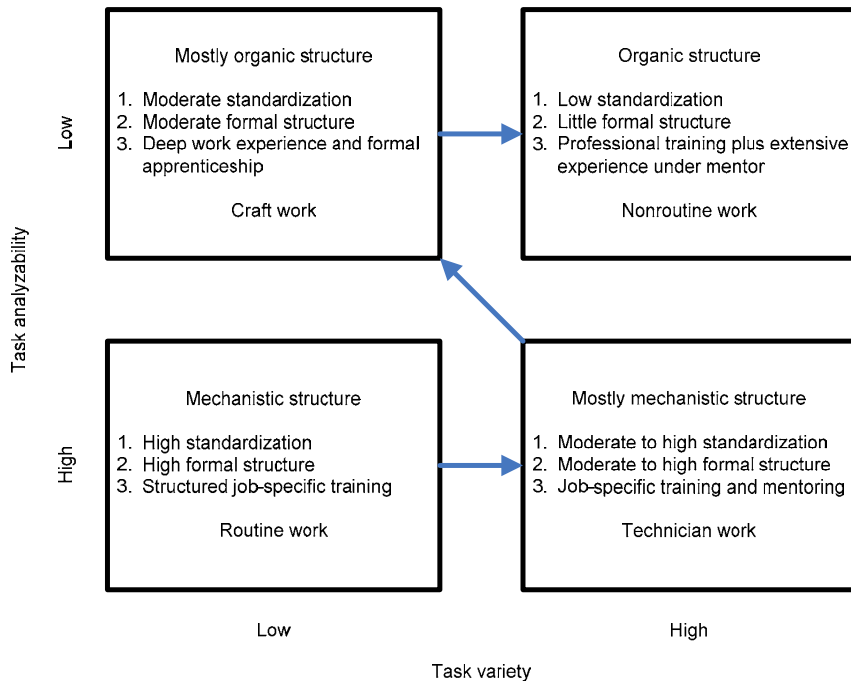 Mostly organic structure
1. Moderate standardization
2. Moderate formal structure
3. Deep work experience and formal
apprenticeship
Craft work
Organic structure
1. Low standardization
2. Little formal structure
3. Professional training plus extensive
experience under mentor
Nonroutine work
Low
Task analyzability
Mechanistic structure
1. High standardization
2. High formal structure
3. Structured job-specific training
Routine work
Mostly mechanistic structure
1. Moderate to high standardization
2. Moderate to high formal structure
3. Job-specific training and mentoring
Technician work
High
Low
High
Task variety